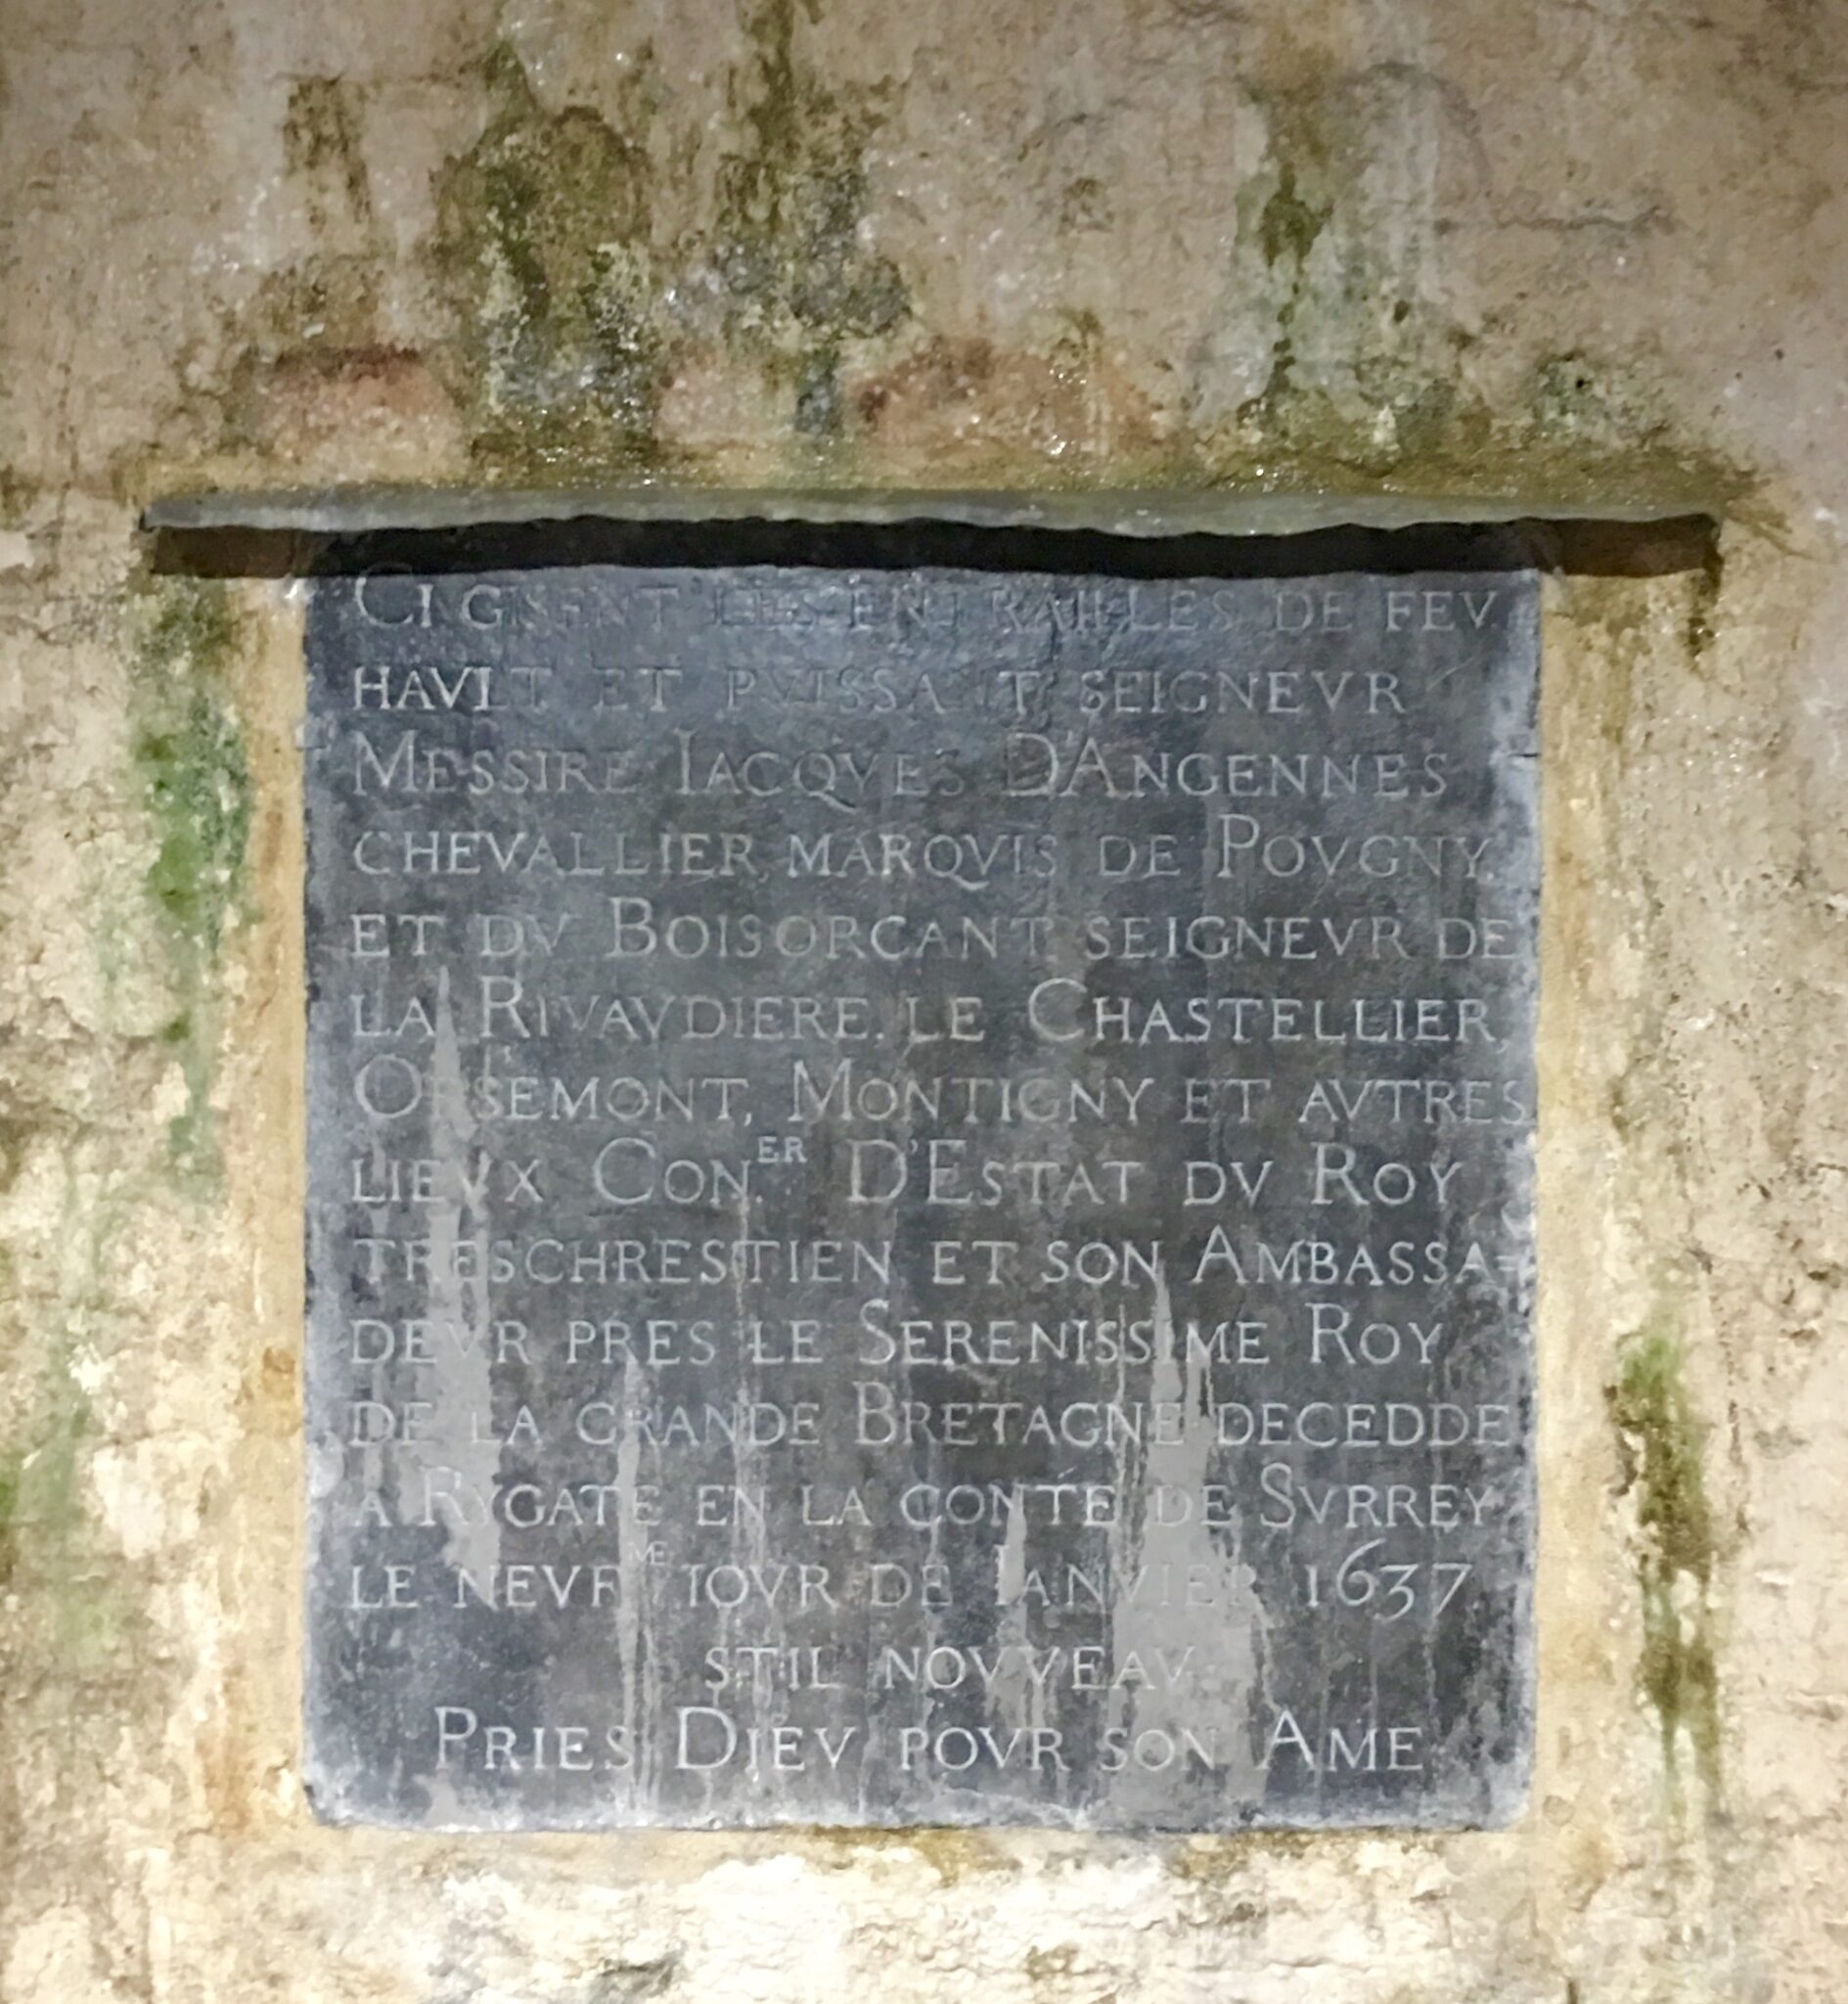 CI GISENT LES ENTRAILLES DE FEV
HAVLT ET PVISSANT SEIGNEVR
MESSIRE IACQVES D'ANGENNES
CHEVALLIER, MARQVIS DE POVGNY,
ET DV BOISORCANT SEIGNEVR DE
LA RIVAVDIERE, LE CHASTELLIER,
ORSEMONT, MONTIGNY ET AVTRES
LIEVX CON.ER D'ESTAT DV ROY
TRESCHRESTIEN ET SON AMBASSA=
DEVR PRES LE SERENISSIME ROY
DE LA GRANDE BRETAGNE DECEDDE
A RYGATE EN LA CONTE DE SVRREY
LE NEVFME IOVR DE IANVIER 1637.
STIL NOVVEAV.
PRIES DIEV POVR SON AME